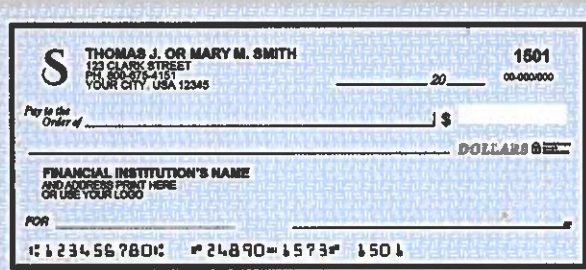 S
THOMAS J. OR MARY M. SMITH
123 CLARK STREET
PH. 800-675-4151
YOUR CITY, USA 12345
1501
20
00-000/000
Pay to the
Order of
$
DOLLARS
FINANCIAL INSTITUTION'S NAME
AND ADDRESS PRINT HERE
OR USE YOUR LOGO
FOR
⑆123456780⑆ ⑈24890⑉1573⑈ 1501